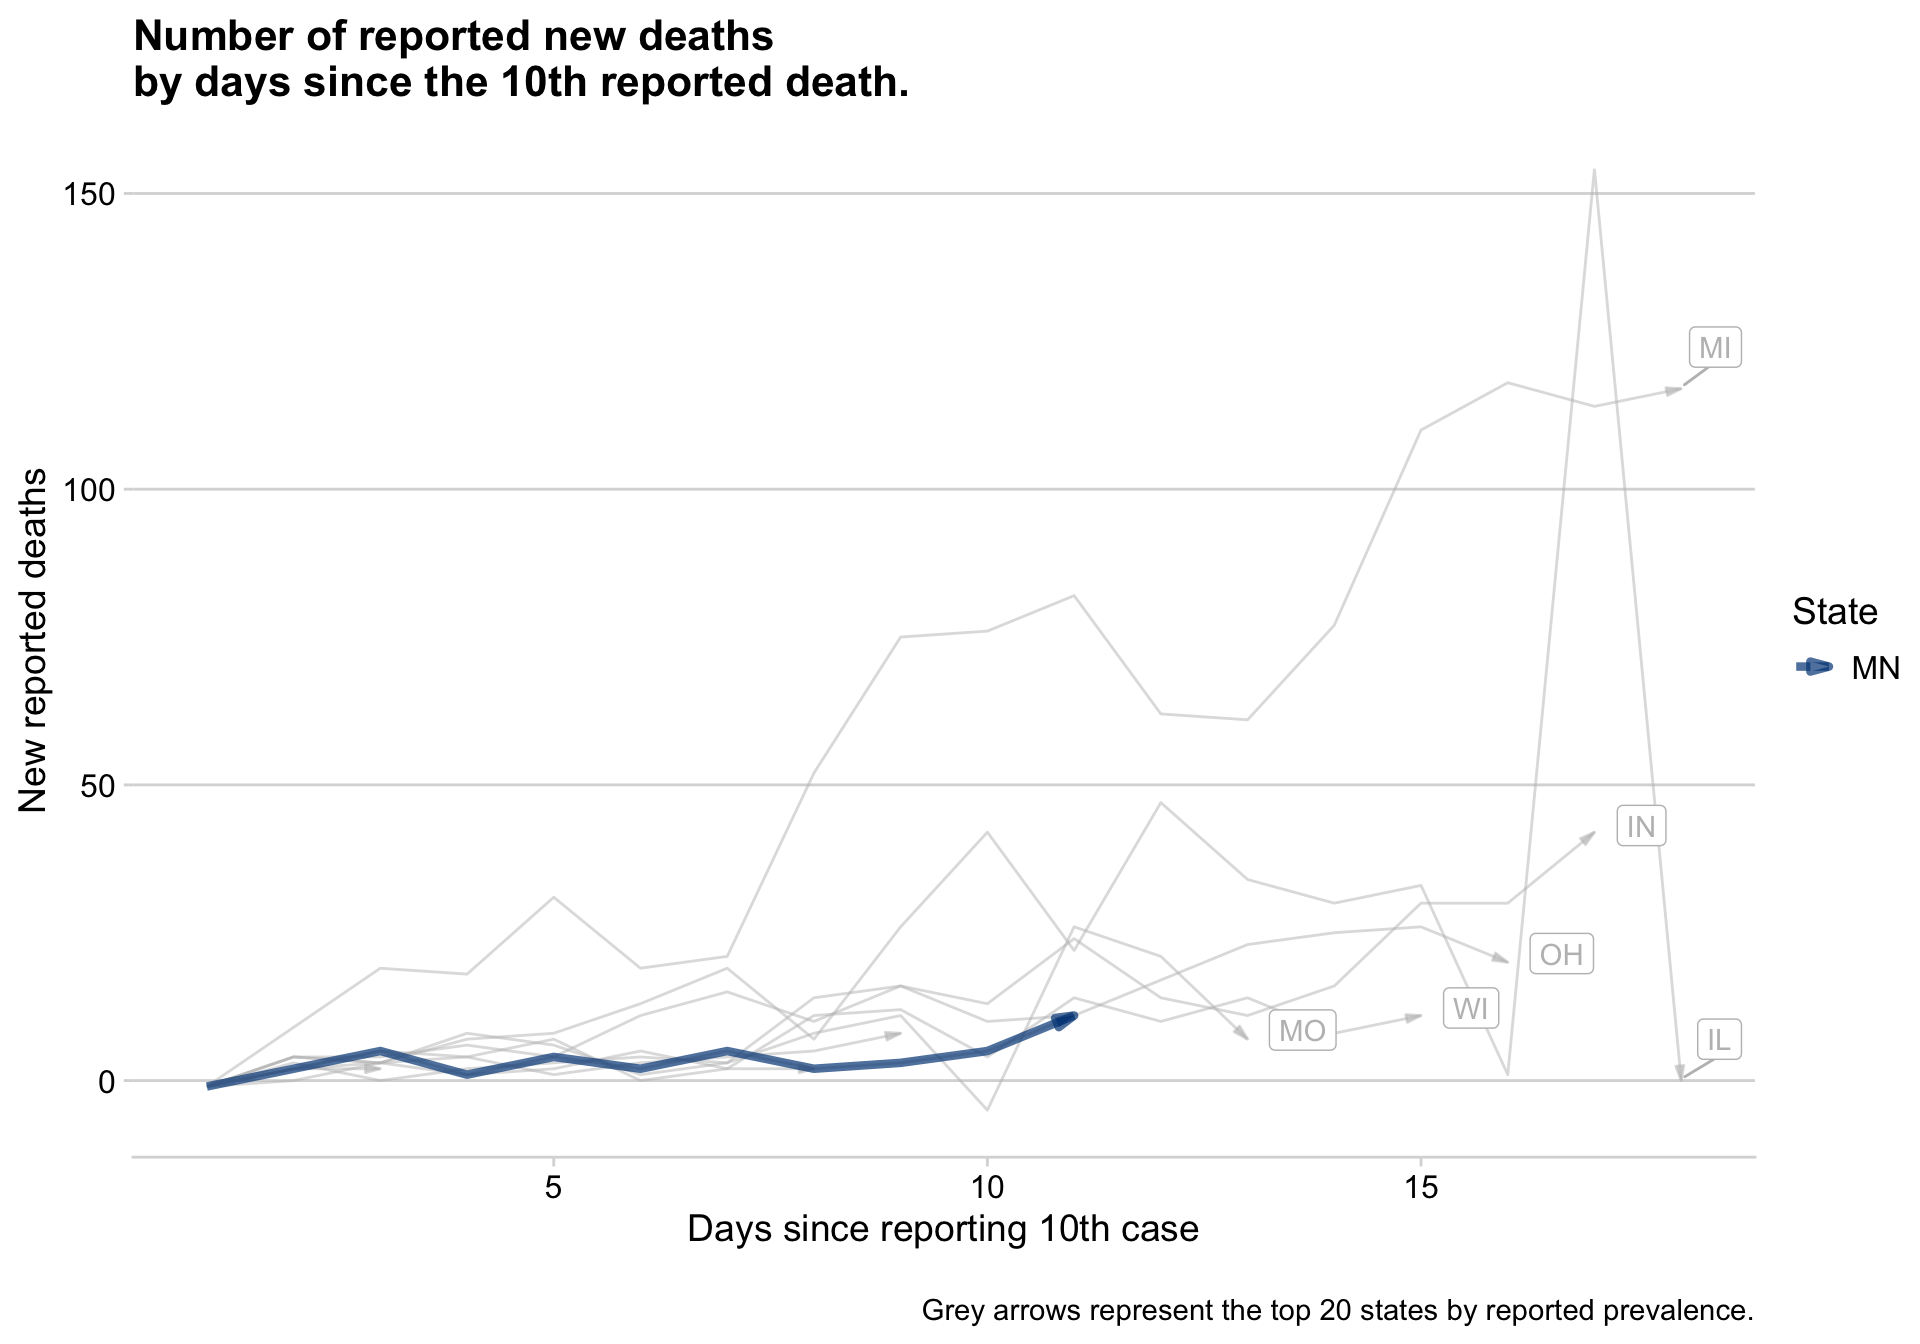 Number of reported new deaths
by days since the 10th reported death.
150
100
50
0
New reported deaths
MI
IN
OH
WI
MO
IL
State
MN
5
10
15
Days since reporting 10th case
Grey arrows represent the top 20 states by reported prevalence.